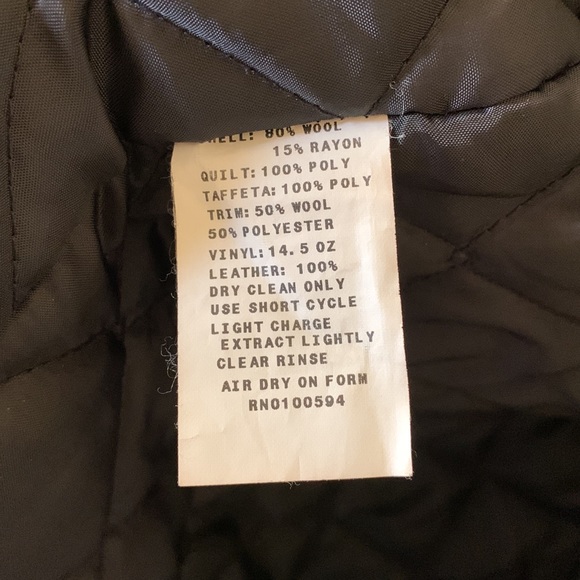 HELL: 80% WOOL
15% RAYON
QUILT: 100% POLY
TAFFETA: 100% POLY
TRIM: 50% WOOL
50% POLYESTER
VINYL: 14.5 OZ
LEATHER: 100%
DRY CLEAN ONLY
USE SHORT CYCLE
LIGHT CHARGE
EXTRACT LIGHTLY
CLEAR RINSE
AIR DRY ON FORM
RN0100594